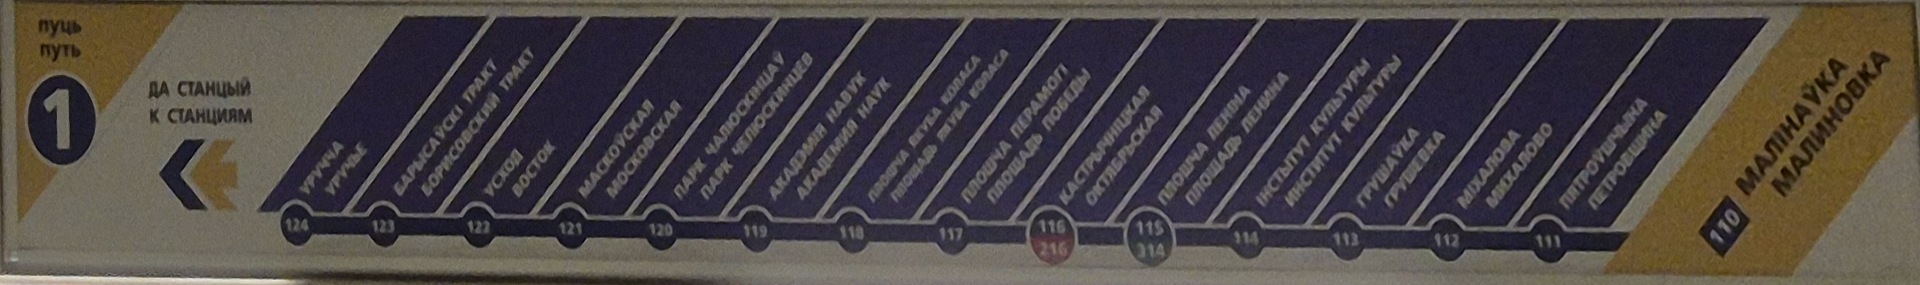 пуць
путь
1
ДА СТАНЦЫЙ
К СТАНЦИЯМ
УРУЧЧА
УРУЧЬЕ
124
БАРЫСАЎСКІ ТРАКТ
БОРИСОВСКИЙ ТРАКТ
123
УСХОД
ВОСТОК
122
МАСКОЎСКАЯ
МОСКОВСКАЯ
121
ПАРК ЧАЛЮСКІНЦАЎ
ПАРК ЧЕЛЮСКИНЦЕВ
120
АКАДЭМІЯ НАВУК
АКАДЕМИЯ НАУК
119
ПЛОШЧА ЯКУБА КОЛАСА
ПЛОЩАДЬ ЯКУБА КОЛАСА
118
ПЛОШЧА ПЕРАМОГІ
ПЛОЩАДЬ ПОБЕДЫ
117
КАСТРЫЧНІЦКАЯ
ОКТЯБРЬСКАЯ
116
216
ПЛОШЧА ЛЕНІНА
ПЛОЩАДЬ ЛЕНИНА
115
314
ІНСТЫТУТ КУЛЬТУРЫ
ИНСТИТУТ КУЛЬТУРЫ
114
ГРУШАЎКА
ГРУШЕВКА
113
МІХАЛОВА
МИХАЛОВО
112
ПЯТРОЎШЧЫНА
ПЕТРОВЩИНА
111
МАЛІНАЎКА
МАЛИНОВКА
110